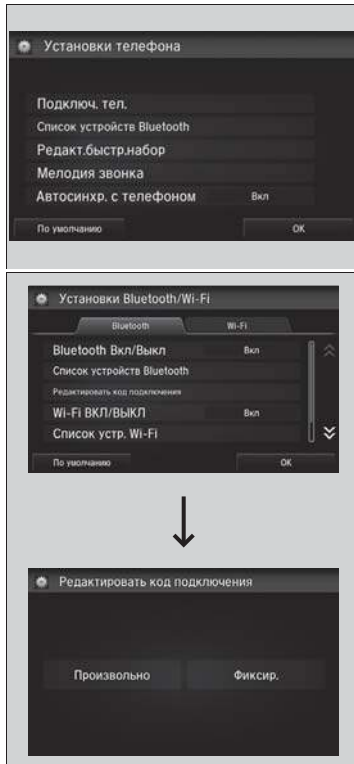 Установки телефона
Подключ. тел.
Список устройств Bluetooth
Редакт.быстр.набор
Мелодия звонка
Автосинхр. с телефоном Вкл
По умолчанию OK
Установки Bluetooth/Wi-Fi
Bluetooth Wi-Fi
Bluetooth Вкл/Выкл Вкл
Список устройств Bluetooth
Редактировать код подключения
Wi-Fi ВКЛ/ВЫКЛ Вкл
Список устр. Wi-Fi
По умолчанию OK
Редактировать код подключения
Произвольно Фиксир.